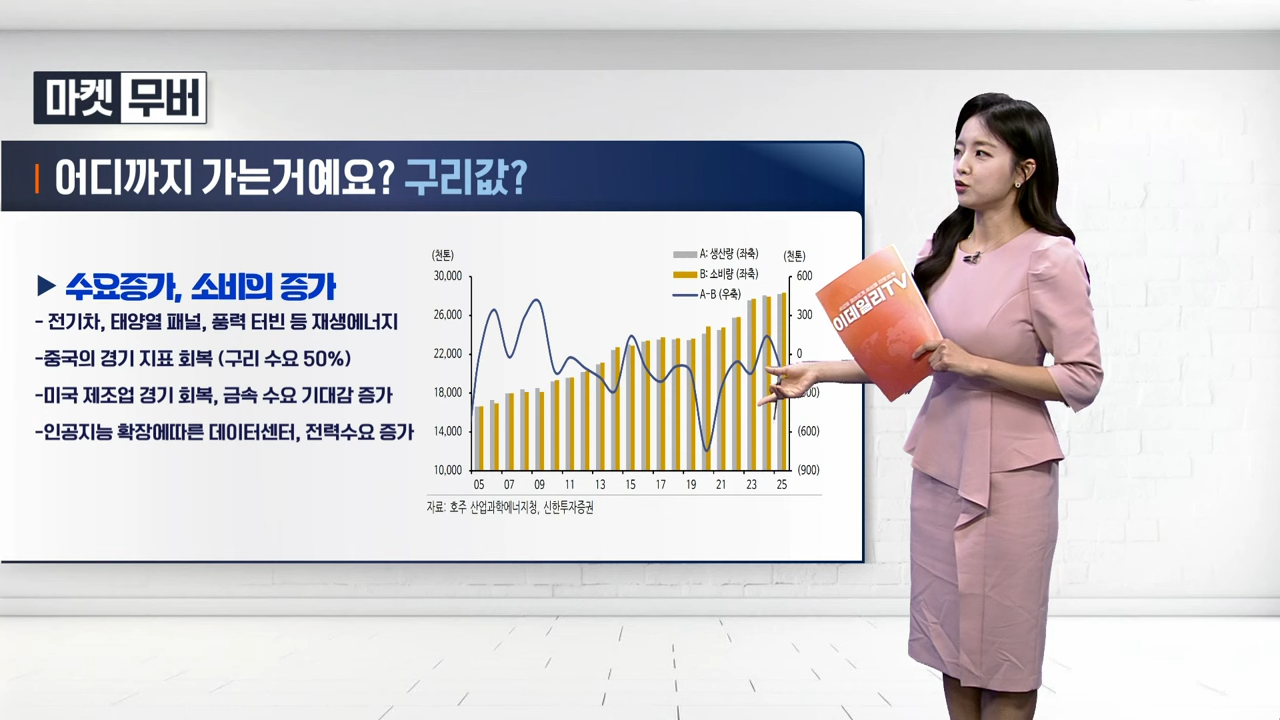 마켓 무버
어디까지 가는거예요? 구리값?
▶ 수요증가, 소비의 증가
- 전기차, 태양열 패널, 풍력 터빈 등 재생에너지
-중국의 경기 지표 회복 (구리 수요 50%)
-미국 제조업 경기 회복, 금속 수요 기대감 증가
-인공지능 확장에따른 데이터센터, 전력수요 증가
(천톤)
A: 생산량 (좌축)
B: 소비량 (좌축)
A-B (우축)
(천톤)
30,000
26,000
22,000
18,000
14,000
10,000
600
300
0
(600)
(900)
05 07 09 11 13 15 17 19 21 23 25
자료: 호주 산업과학에너지청, 신한투자증권
이데일리TV